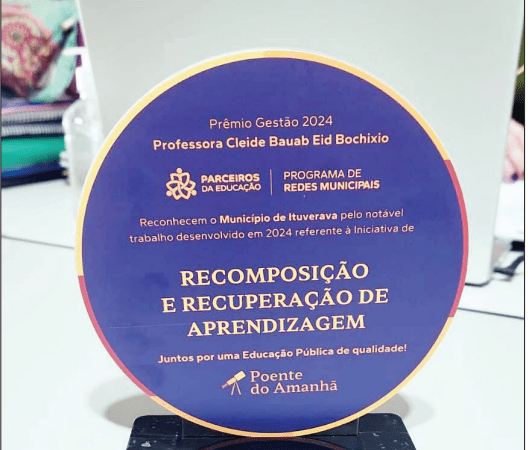 Prêmio Gestão 2024
Professora Cleide Bauab Eid Bochixio
PARCEIROS
DA EDUCAÇÃO
PROGRAMA DE
REDES MUNICIPAIS
Reconhecem o Município de Ituverava pelo notável
trabalho desenvolvido em 2024 referente à Iniciativa de
RECOMPOSIÇÃO
E RECUPERAÇÃO DE
APRENDIZAGEM
Juntos por uma Educação Pública de qualidade!
Poente
do Amanhã